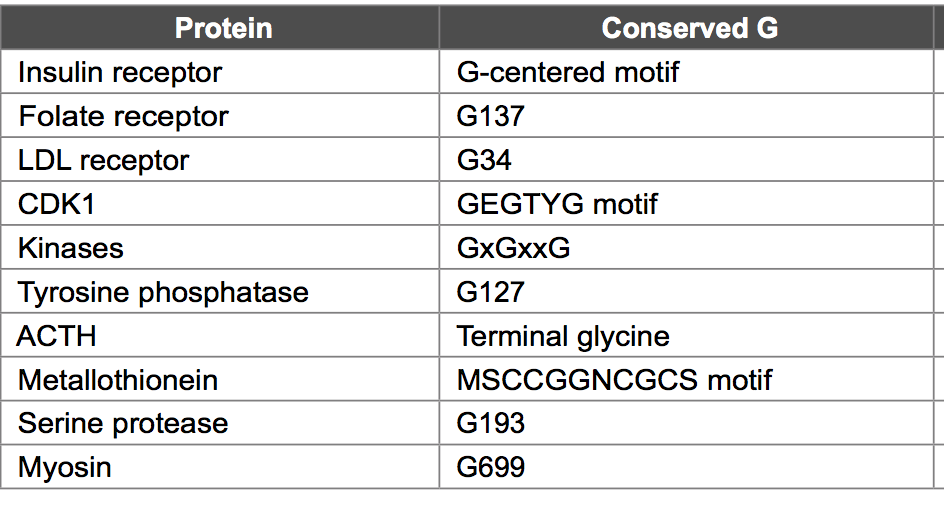 Protein Conserved G
Insulin receptor G-centered motif
Folate receptor G137
LDL receptor G34
CDK1 GEGTYG motif
Kinases GxGxxG
Tyrosine phosphatase G127
ACTH Terminal glycine
Metallothionein MSCCGGNCGCS motif
Serine protease G193
Myosin G699